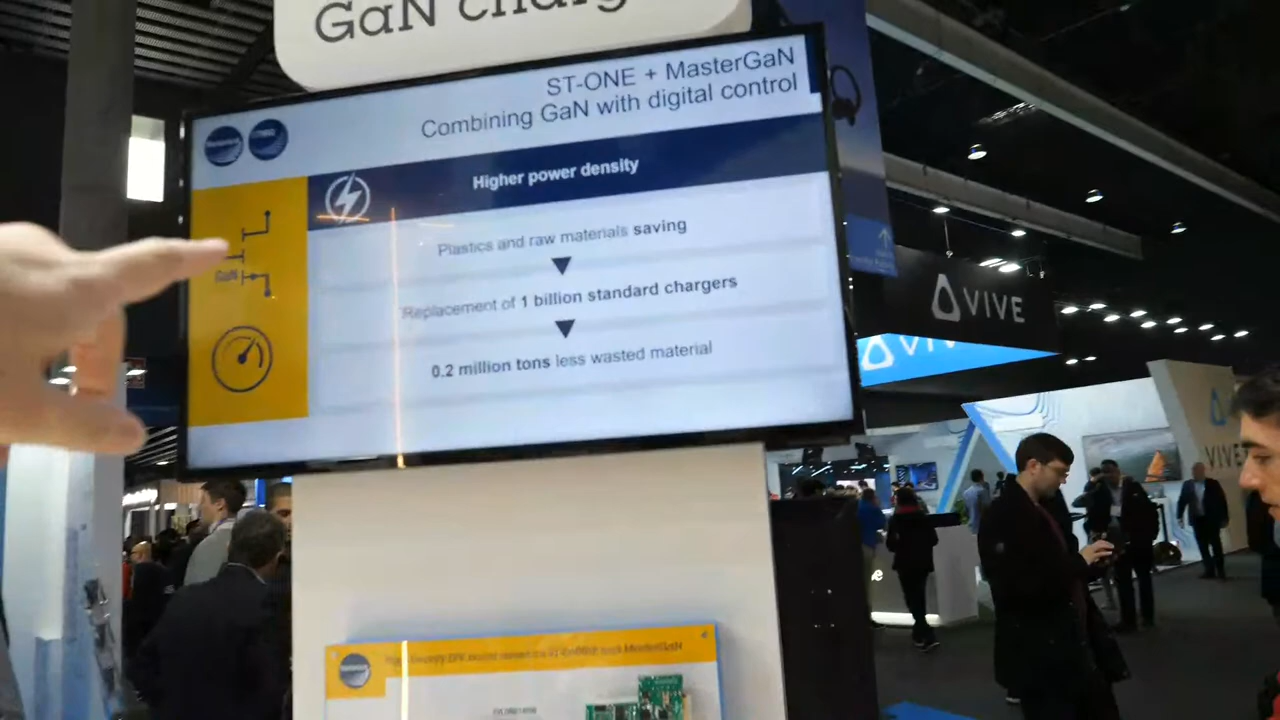 GaN charg
ST-ONE + MasterGaN
Combining GaN with digital control
Higher power density
Plastics and raw materials saving
GaN
Replacement of 1 billion standard chargers
0.2 million tons less wasted material
VIVE
VIVE